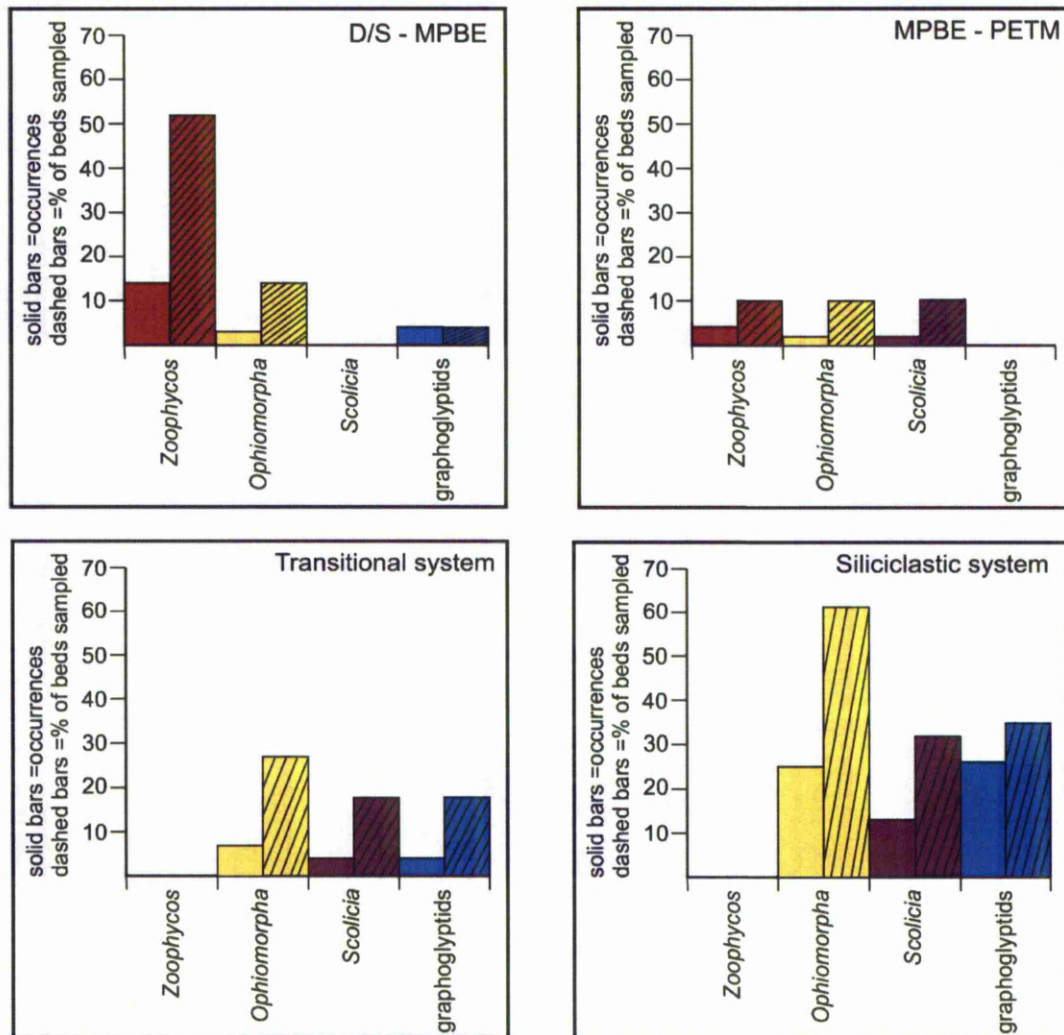 D/S - MPBE
solid bars =occurrences
dashed bars =% of beds sampled
70
60
50
40
30
20
10
Zoophycos
Ophiomorpha
Scolicia
graphoglyptids
MPBE - PETM
solid bars =occurrences
dashed bars =% of beds sampled
70
60
50
40
30
20
10
Zoophycos
Ophiomorpha
Scolicia
graphoglyptids
Transitional system
solid bars =occurrences
dashed bars =% of beds sampled
70
60
50
40
30
20
10
Zoophycos
Ophiomorpha
Scolicia
graphoglyptids
Siliciclastic system
solid bars =occurrences
dashed bars =% of beds sampled
70
60
50
40
30
20
10
Zoophycos
Ophiomorpha
Scolicia
graphoglyptids